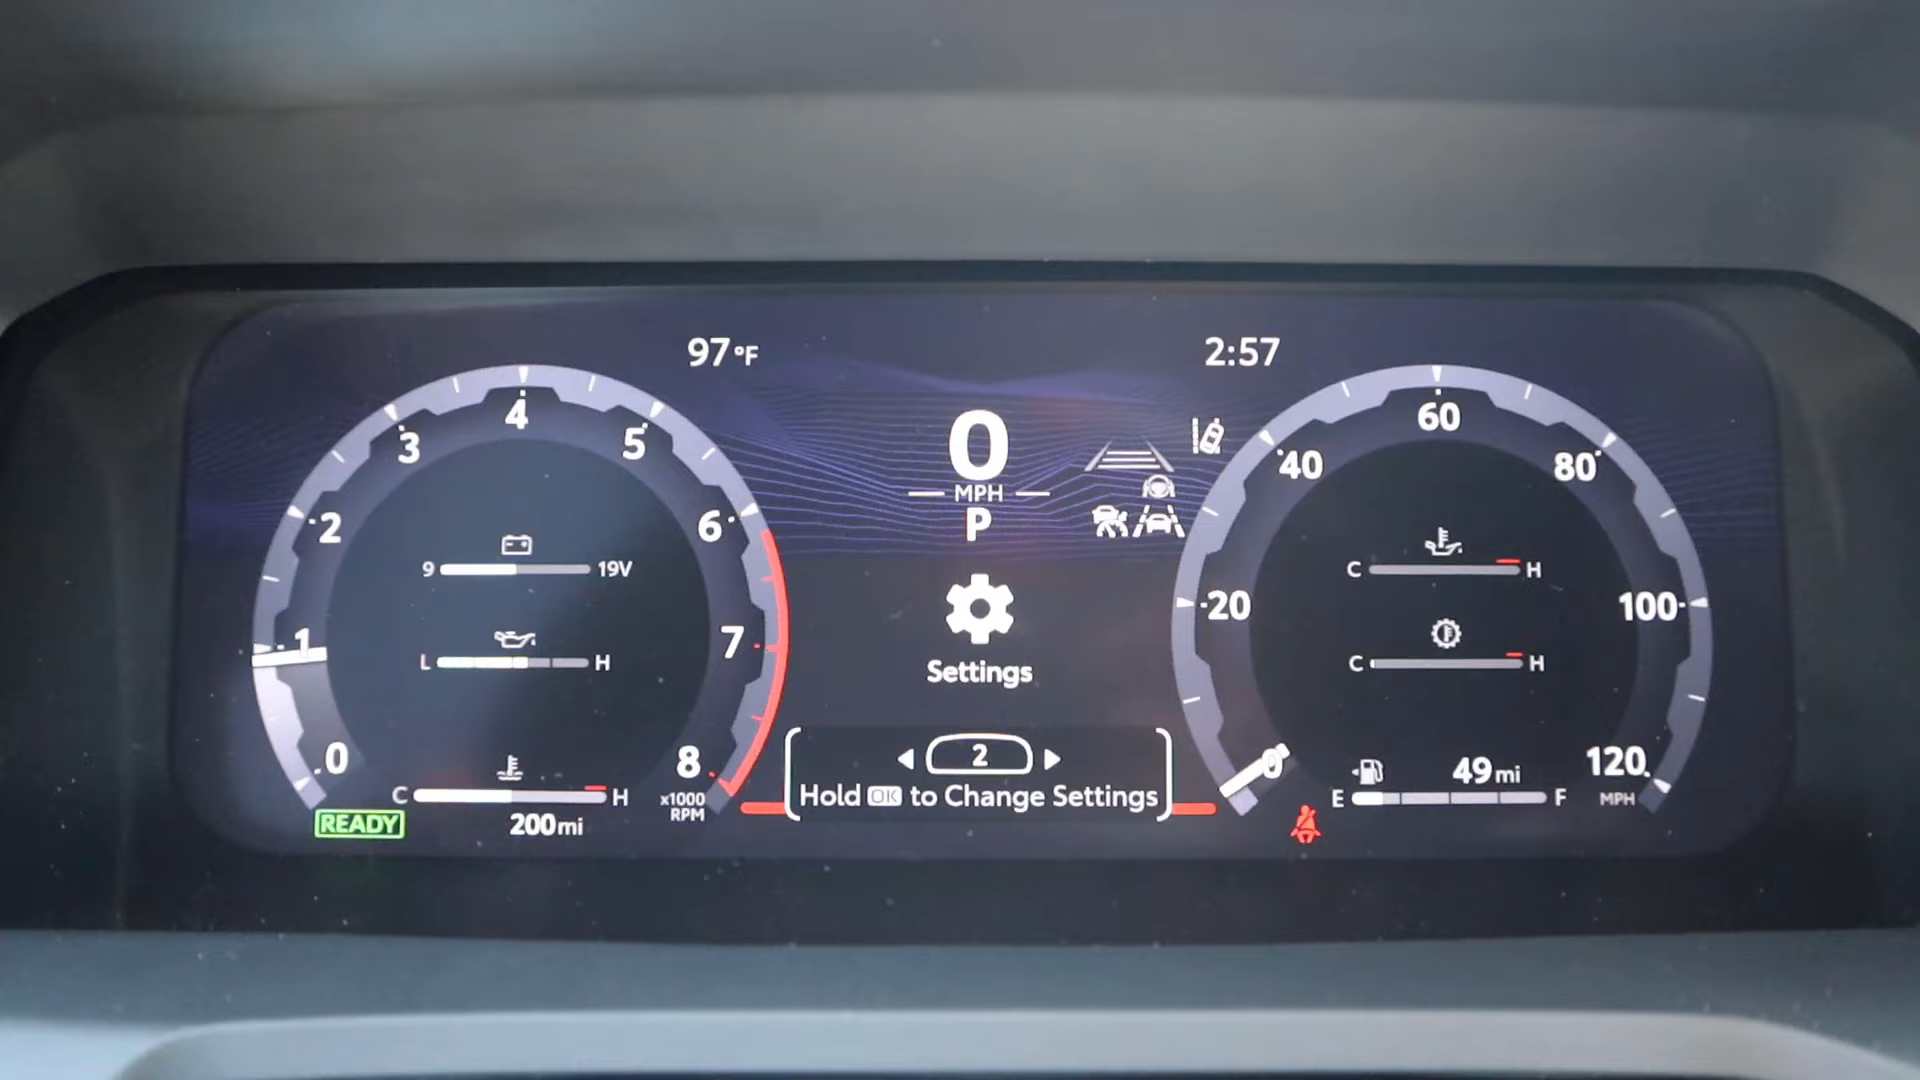 97°F
2:57
0
1
2
3
4
5
6
7
8
x1000
RPM
9 19V
L H
C H
READY
200mi
0
MPH
P
Settings
2
Hold OK to Change Settings
0
20
40
60
80
100
120
MPH
C H
C H
49mi
E F